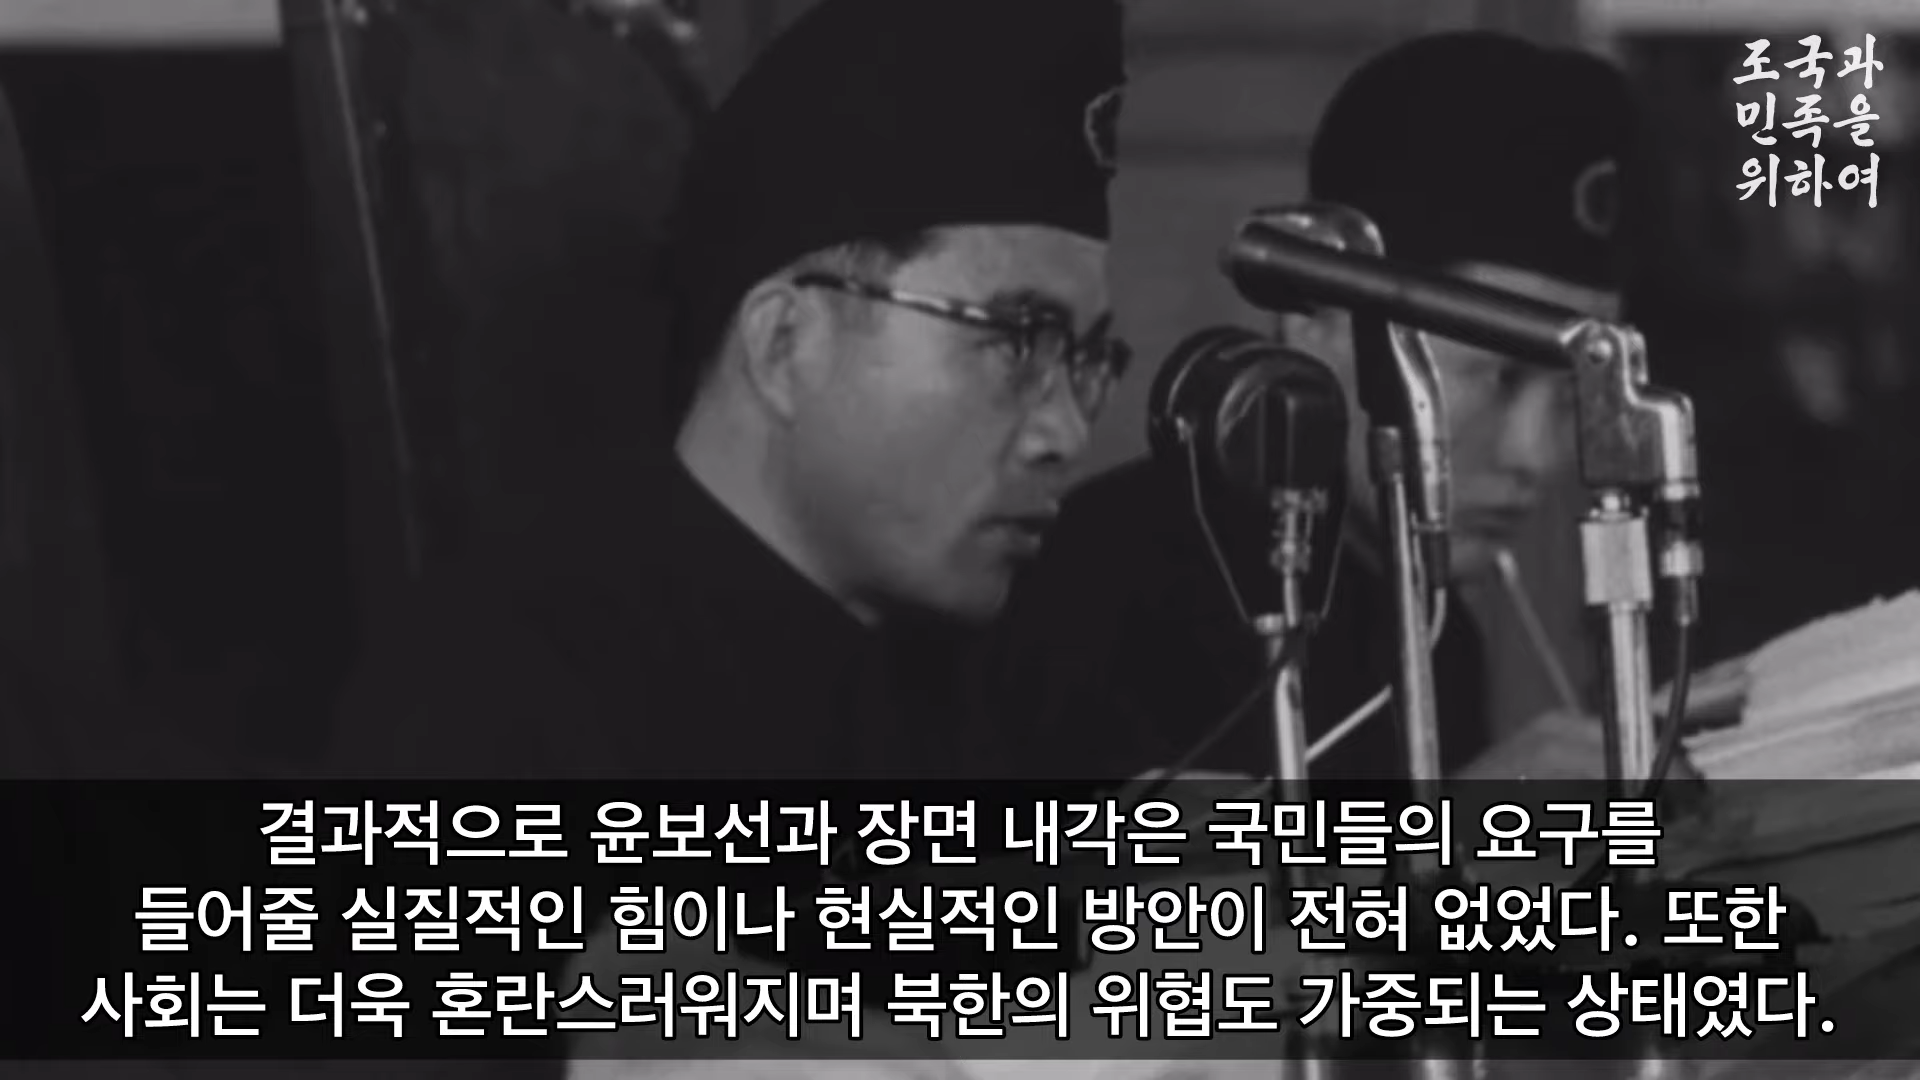 조국과
민족을
위하여
결과적으로 윤보선과 장면 내각은 국민들의 요구를
들어줄 실질적인 힘이나 현실적인 방안이 전혀 없었다. 또한
사회는 더욱 혼란스러워지며 북한의 위협도 가중되는 상태였다.